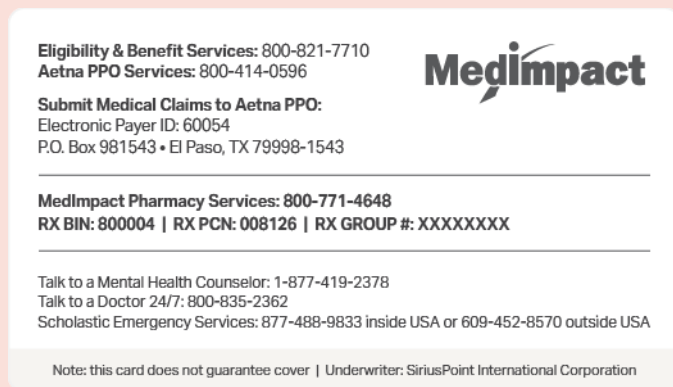 Eligibility & Benefit Services: 800-821-7710
Aetna PPO Services: 800-414-0596
Medimpact
Submit Medical Claims to Aetna PPO:
Electronic Payer ID: 60054
P.O. Box 981543 • El Paso, TX 79998-1543
MedImpact Pharmacy Services: 800-771-4648
RX BIN: 800004 | RX PCN: 008126 | RX GROUP #: XXXXXXXX
Talk to a Mental Health Counselor: 1-877-419-2378
Talk to a Doctor 24/7: 800-835-2362
Scholastic Emergency Services: 877-488-9833 inside USA or 609-452-8570 outside USA
Note: this card does not guarantee cover | Underwriter: SiriusPoint International Corporation